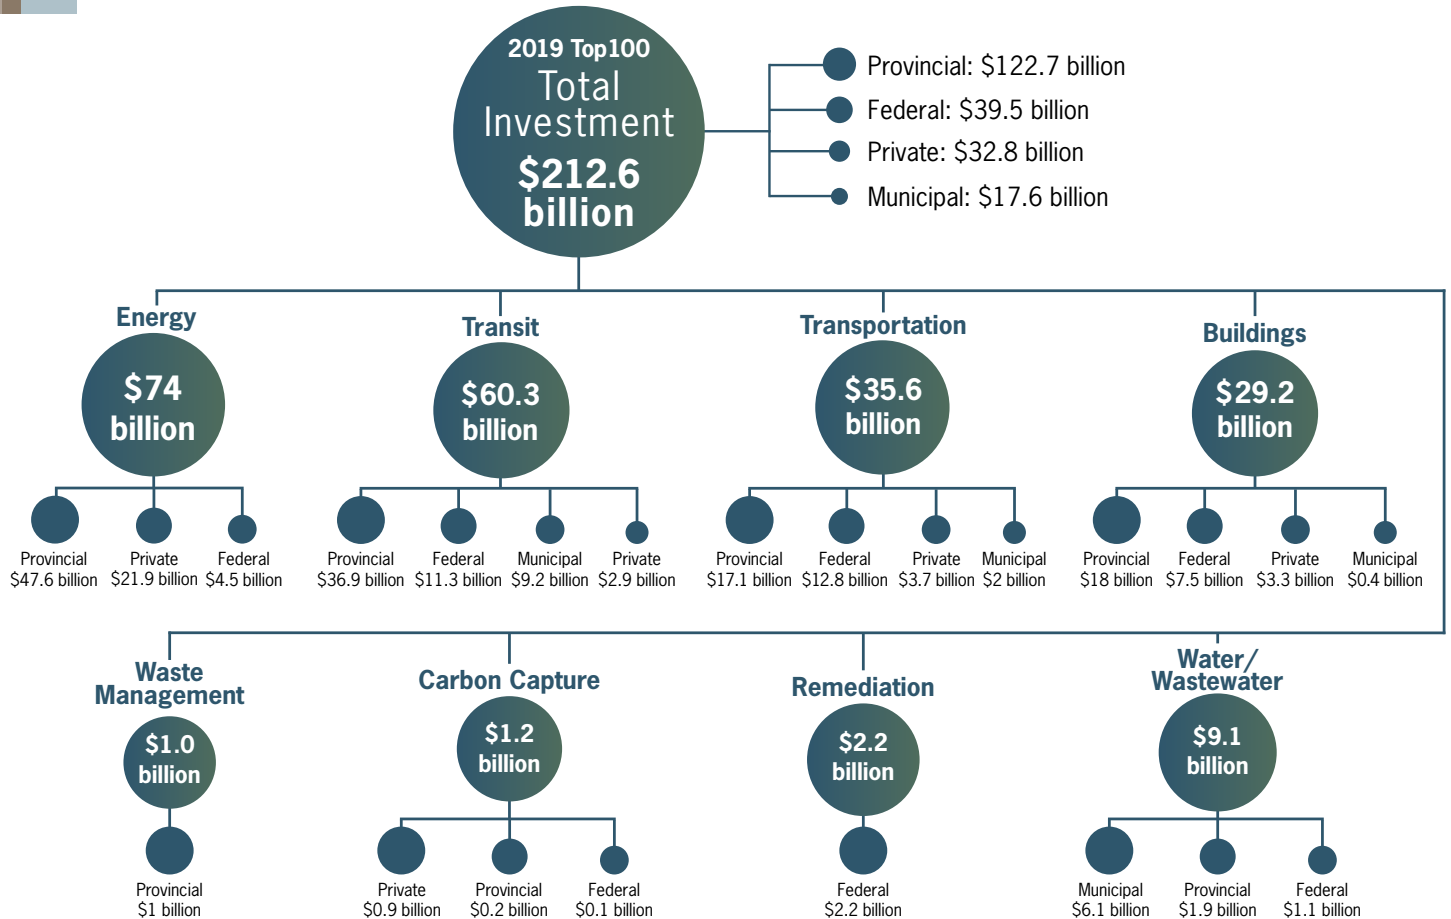 2019 Top100
Total
Investment
$212.6
billion
Provincial: $122.7 billion
Federal: $39.5 billion
Private: $32.8 billion
Municipal: $17.6 billion
Energy
$74
billion
Provincial
$47.6 billion
Private
$21.9 billion
Federal
$4.5 billion
Transit
$60.3
billion
Provincial
$36.9 billion
Federal
$11.3 billion
Municipal
$9.2 billion
Private
$2.9 billion
Transportation
$35.6
billion
Provincial
$17.1 billion
Federal
$12.8 billion
Private
$3.7 billion
Municipal
$2 billion
Buildings
$29.2
billion
Provincial
$18 billion
Federal
$7.5 billion
Private
$3.3 billion
Municipal
$0.4 billion
Waste
Management
$1.0
billion
Provincial
$1 billion
Carbon Capture
$1.2
billion
Private
$0.9 billion
Provincial
$0.2 billion
Federal
$0.1 billion
Remediation
$2.2
billion
Federal
$2.2 billion
Water/
Wastewater
$9.1
billion
Municipal
$6.1 billion
Provincial
$1.9 billion
Federal
$1.1 billion